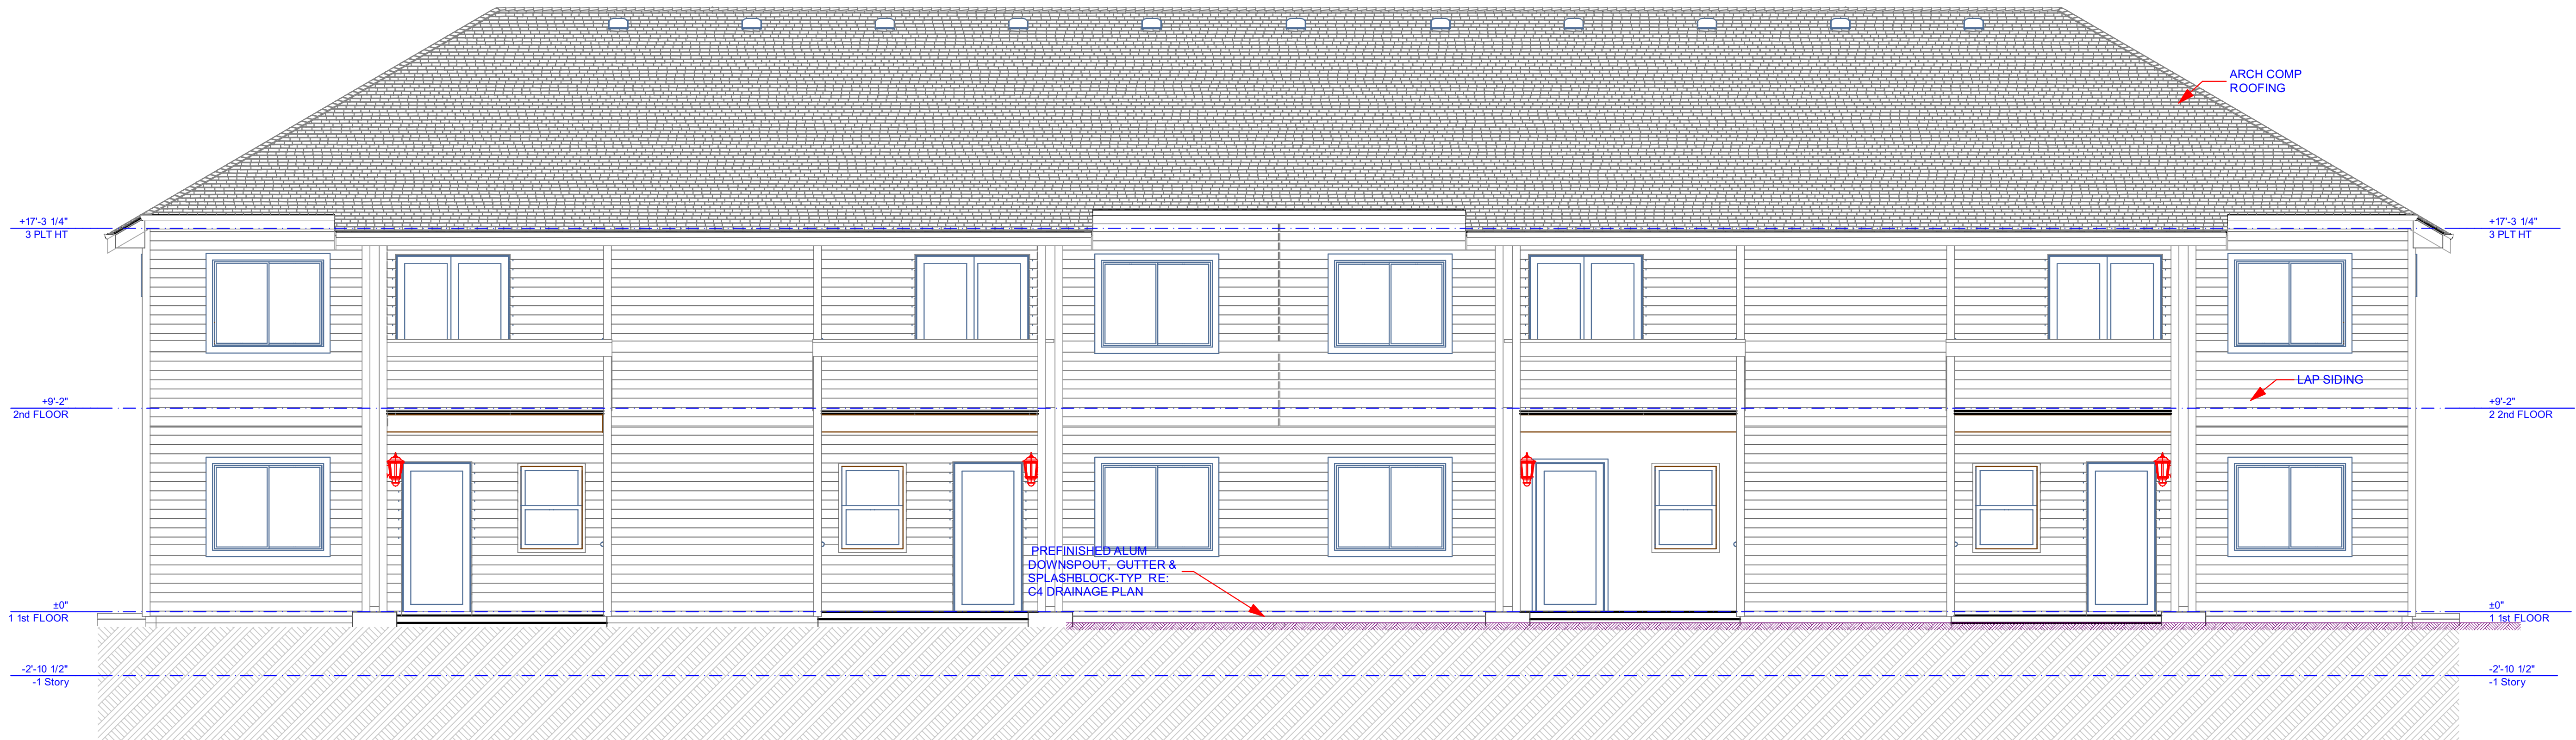 ARCH COMP
ROOFING
+17'-3 1/4"
3 PLT HT
+17'-3 1/4"
3 PLT HT
LAP SIDING
+9'-2"
2nd FLOOR
+9'-2"
2 2nd FLOOR
PREFINISHED ALUM
DOWNSPOUT, GUTTER &
SPLASHBLOCK-TYP RE:
C4 DRAINAGE PLAN
±0"
1 1st FLOOR
±0"
1 1st FLOOR
-2'-10 1/2"
-1 Story
-2'-10 1/2"
-1 Story